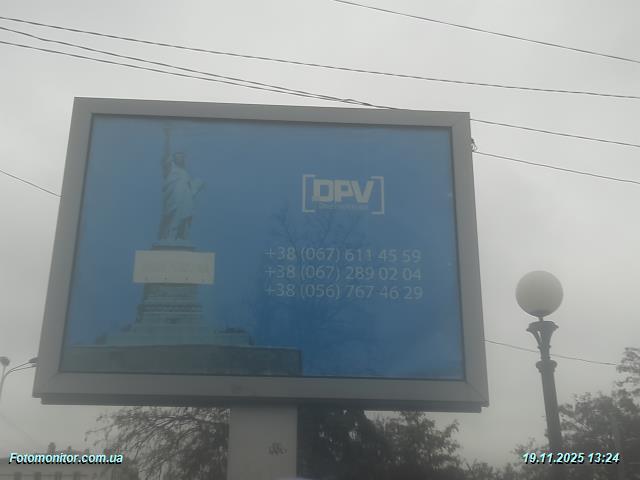 [DPV]
+38 (067) 611 45 59
+38 (067) 289 02 04
+38 (056) 767 46 29
Fotomonitor.com.ua
19.11.2025 13:24